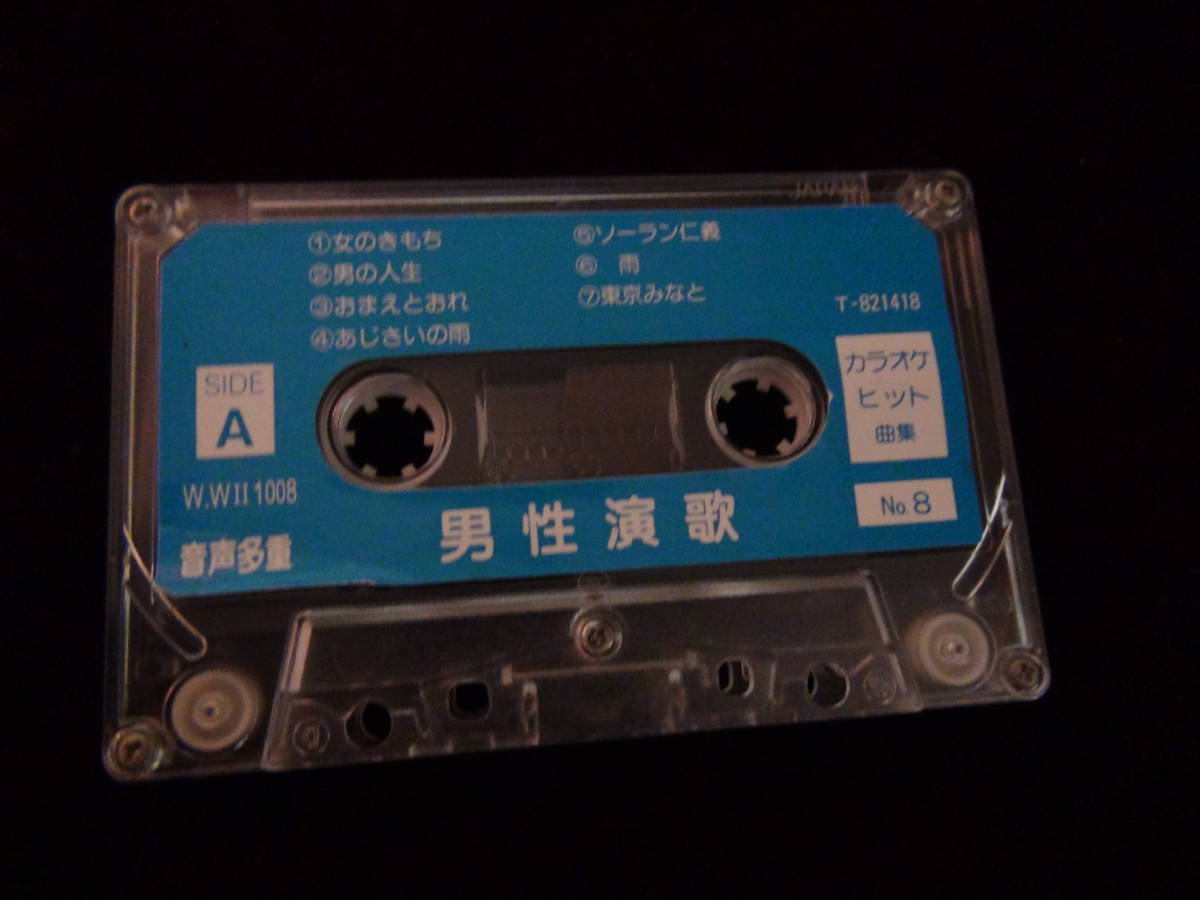 JAPAN
①女のきもち
②男の人生
③おまえとおれ
④あじさいの雨
⑤ソーラン仁義
⑥ 雨
⑦東京みなと
T-821418
SIDE
A
カラオケ
ヒット
曲集
W.WII 1008
No.8
音声多重
男性演歌